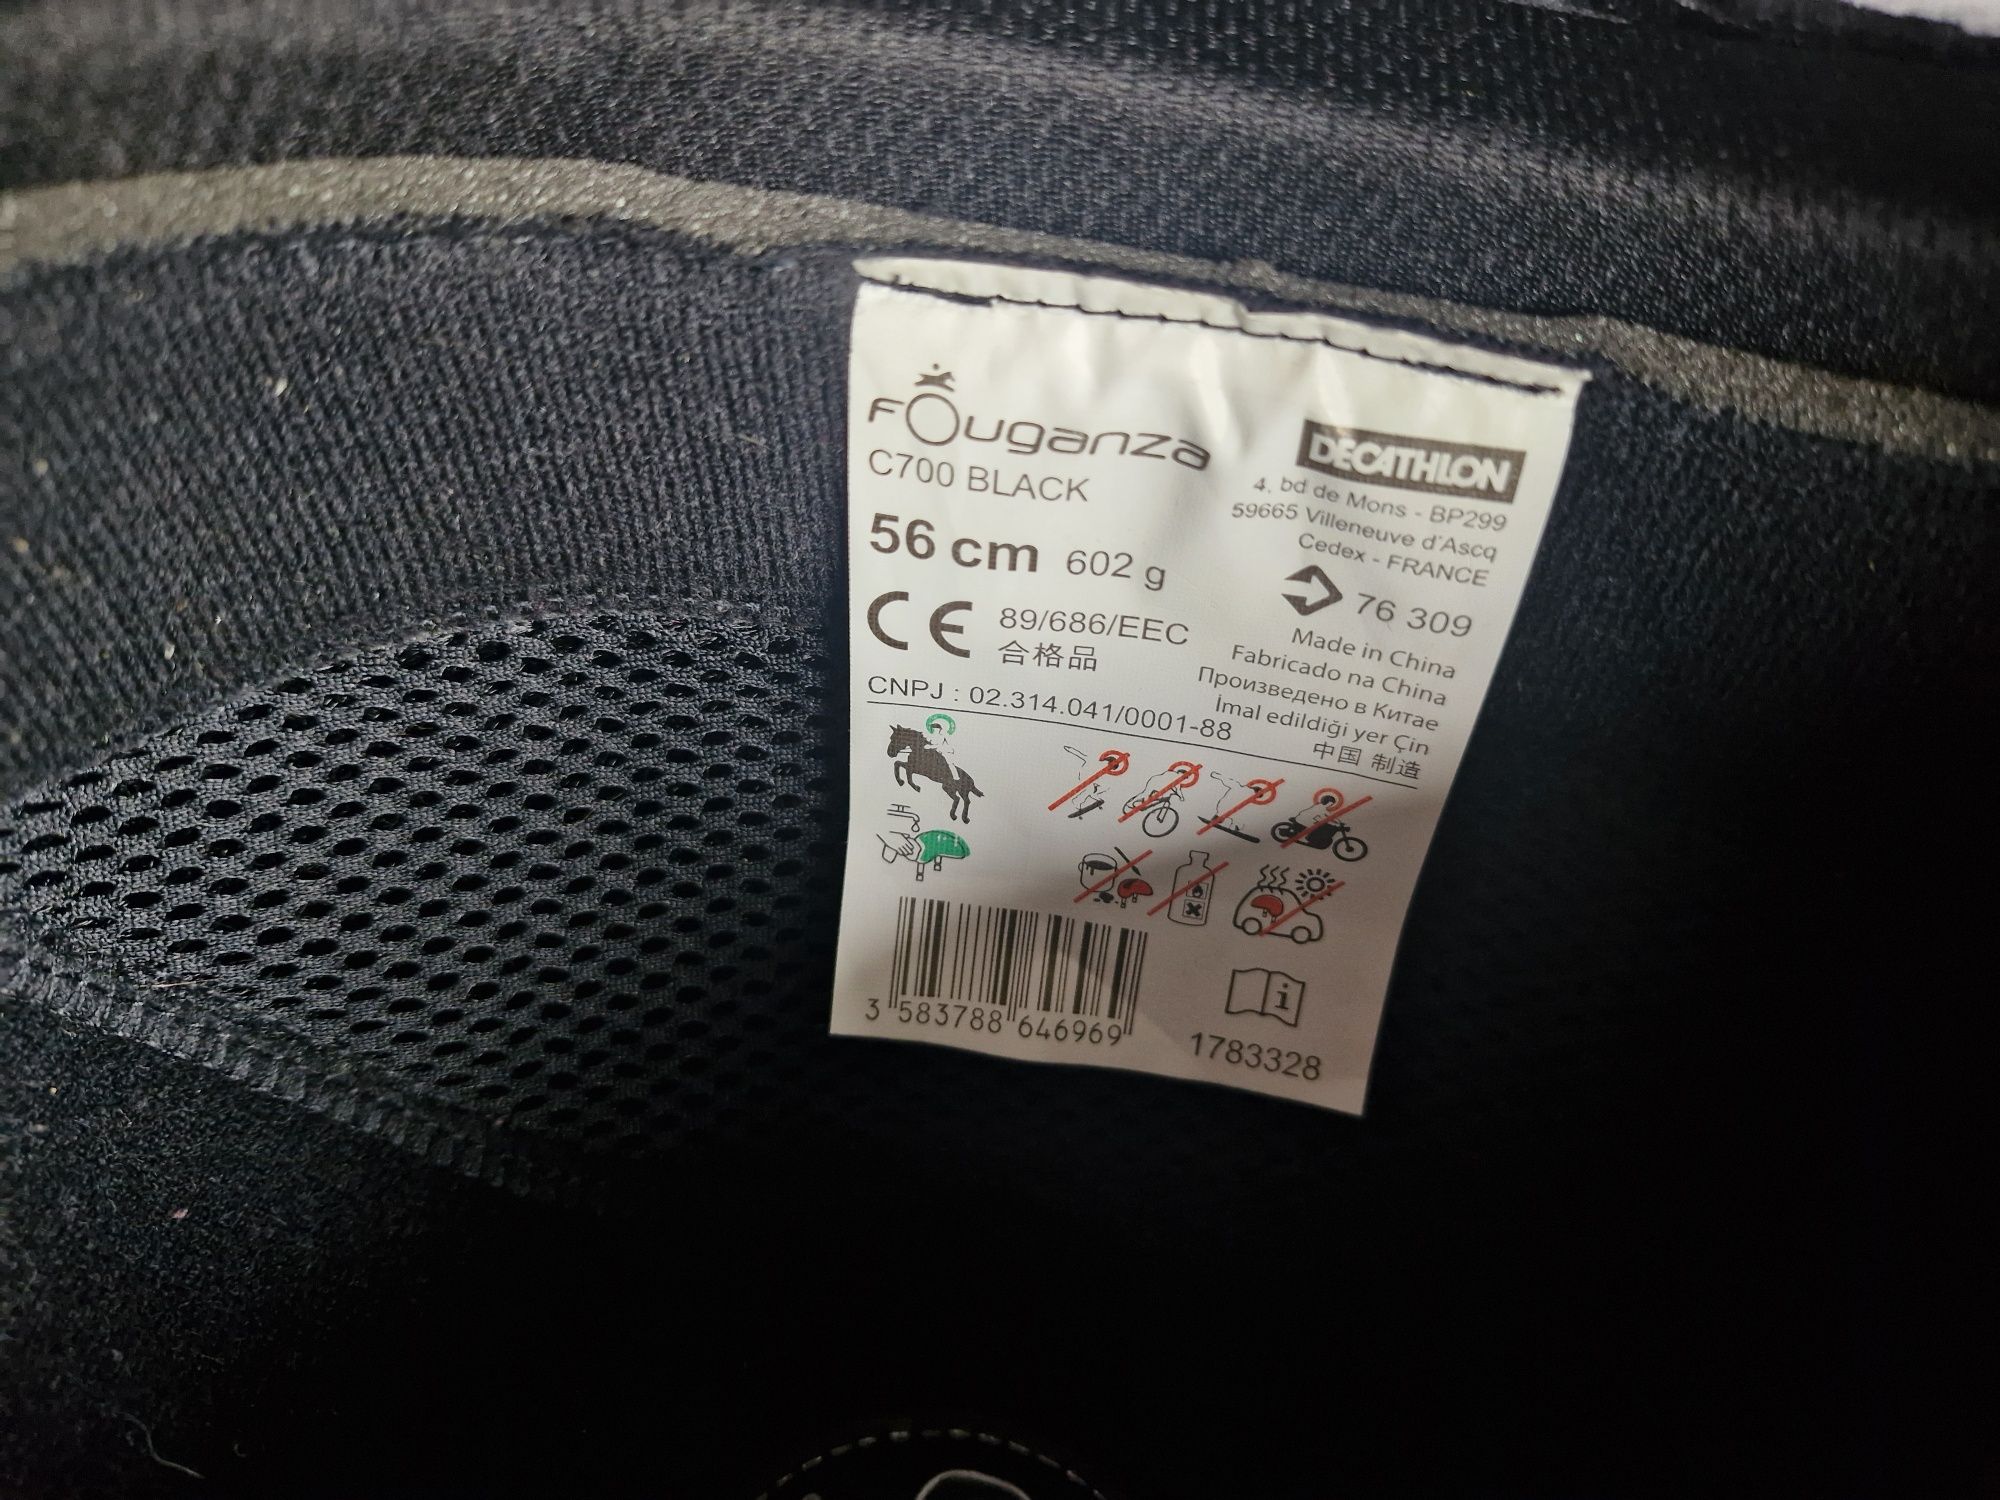 FOuganza
C700 BLACK
56 cm 602 g
CE 89/686/EEC
合格品
CNPJ : 02.314.041/0001-88
DECATHLON
4, bd de Mons - BP299
59665 Villeneuve d'Ascq
Cedex - FRANCE
76 309
Made in China
Fabricado na China
Произведено в Китае
İmal edildiği yer Çin
中国 制造
3 583788 646969
i
1783328